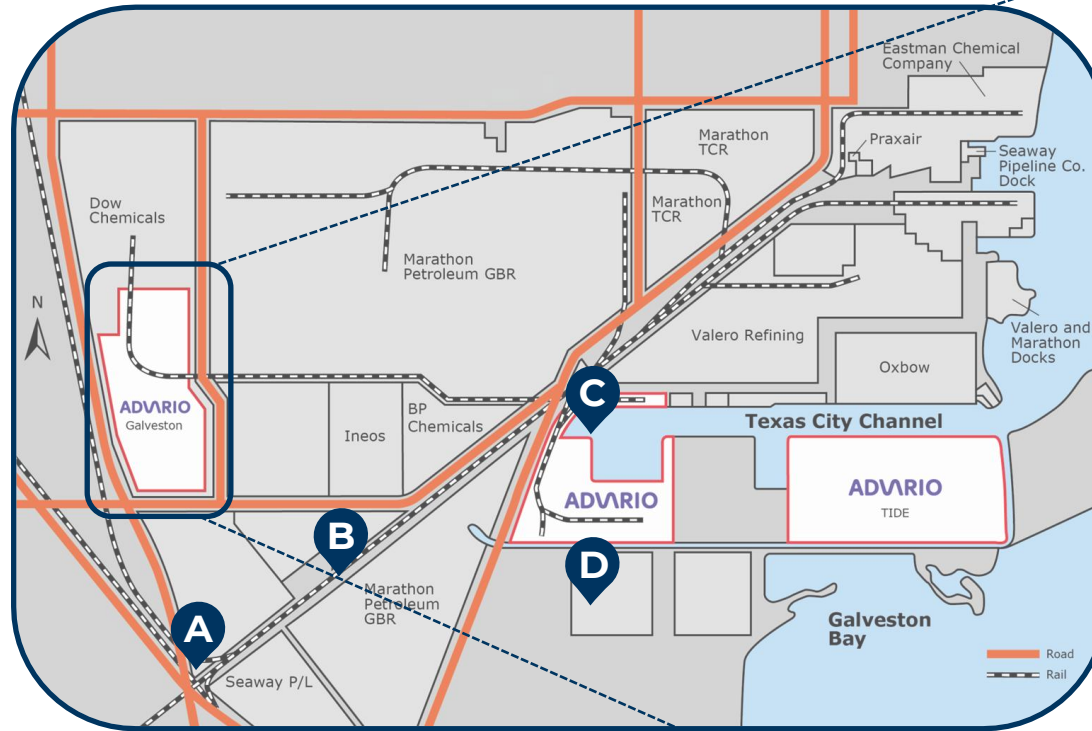 Eastman Chemical
Company
Marathon
TCR
Praxair
Seaway
Pipeline Co.
Dock
Dow
Chemicals
Marathon
TCR
Marathon
Petroleum GBR
N
Valero Refining
Valero and
Marathon
Docks
Oxbow
C
ADVARIO
Galveston
Ineos
BP
Chemicals
Texas City Channel
ADVARIO
ADVARIO
TIDE
B
D
Marathon
Petroleum
GBR
A
Galveston
Bay
Seaway P/L
Road
Rail